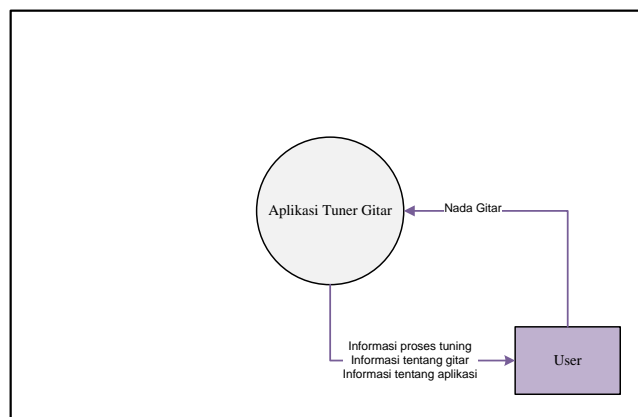 Aplikasi Tuner Gitar
Nada Gitar
Informasi proses tuning
Informasi tentang gitar
Informasi tentang aplikasi
User